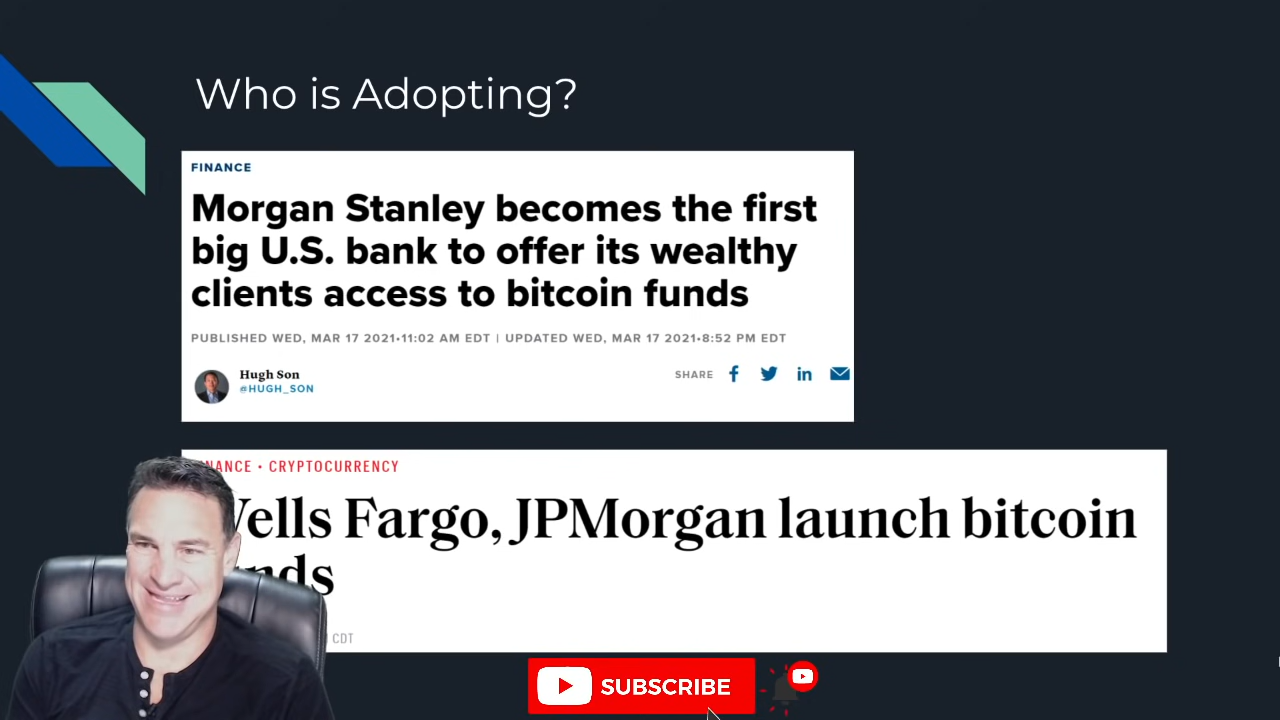 Who is Adopting?
FINANCE
Morgan Stanley becomes the first
big U.S. bank to offer its wealthy
clients access to bitcoin funds
PUBLISHED WED, MAR 17 2021•11:02 AM EDT | UPDATED WED, MAR 17 2021•8:52 PM EDT
Hugh Son
@HUGH_SON
SHARE
• CRYPTOCURRENCY
Fargo, JPMorgan launch bitcoin
CDT
SUBSCRIBE